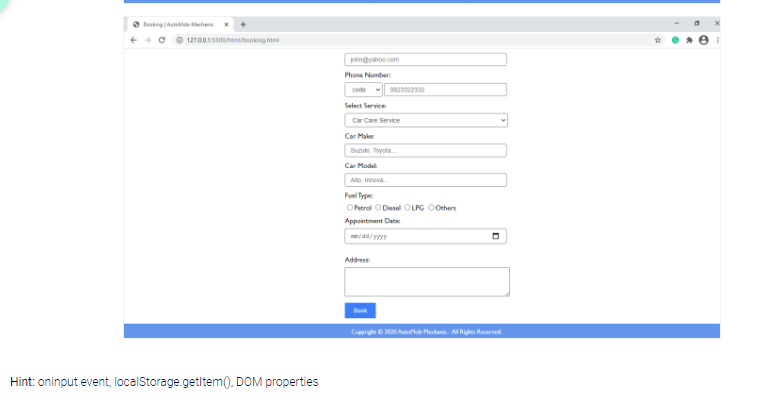 Booking | AutoMob-Mechanic
127.0.0.1:5500/html/booking.html
john@yahoo.com
Phone Number:
code 9823322332
Select Service:
Car Care Service
Car Make:
Suzuki, Toyota...
Car Model:
Alto, Innova...
Fuel Type:
Petrol Diesel LPG Others
Appointment Date:
mm/dd/yyyy
Address:
Book
Copyright © 2020 AutoMob-Mechanic. All Rights Reserved.
Hint: oninput event, localStorage.getItem(), DOM properties